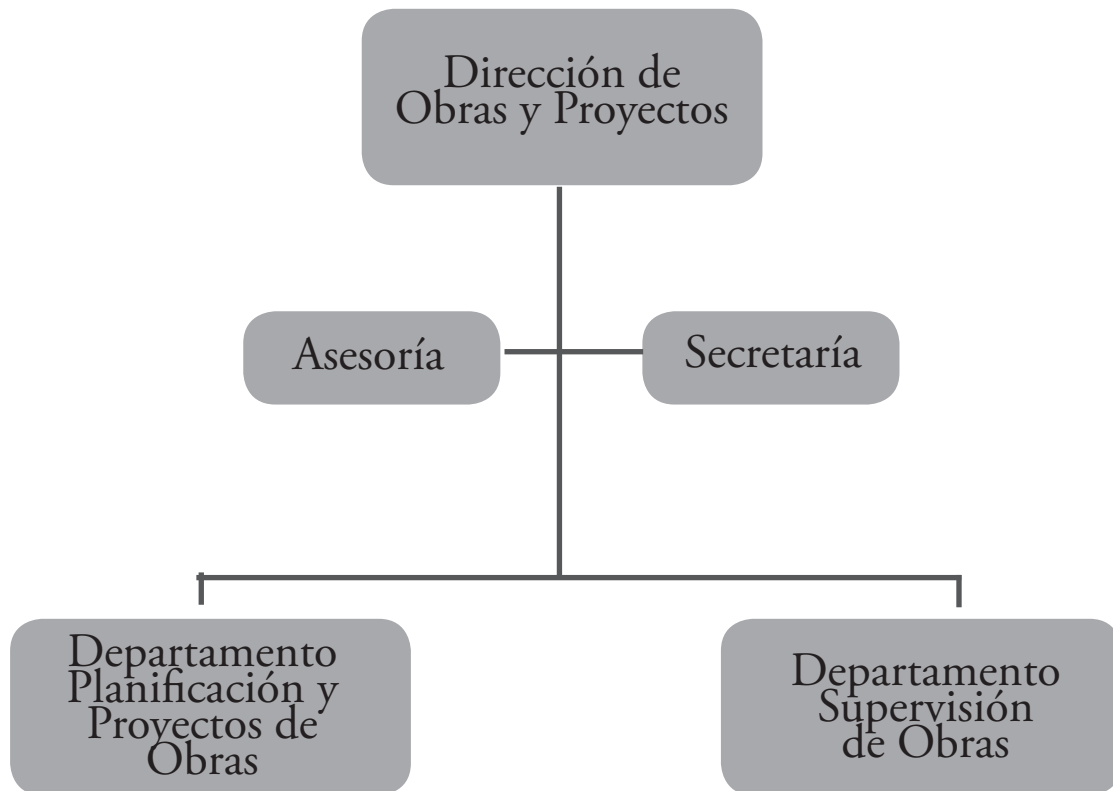 Dirección de
Obras y Proyectos
Asesoría
Secretaría
Departamento
Planificación y
Proyectos de
Obras
Departamento
Supervisión
de Obras